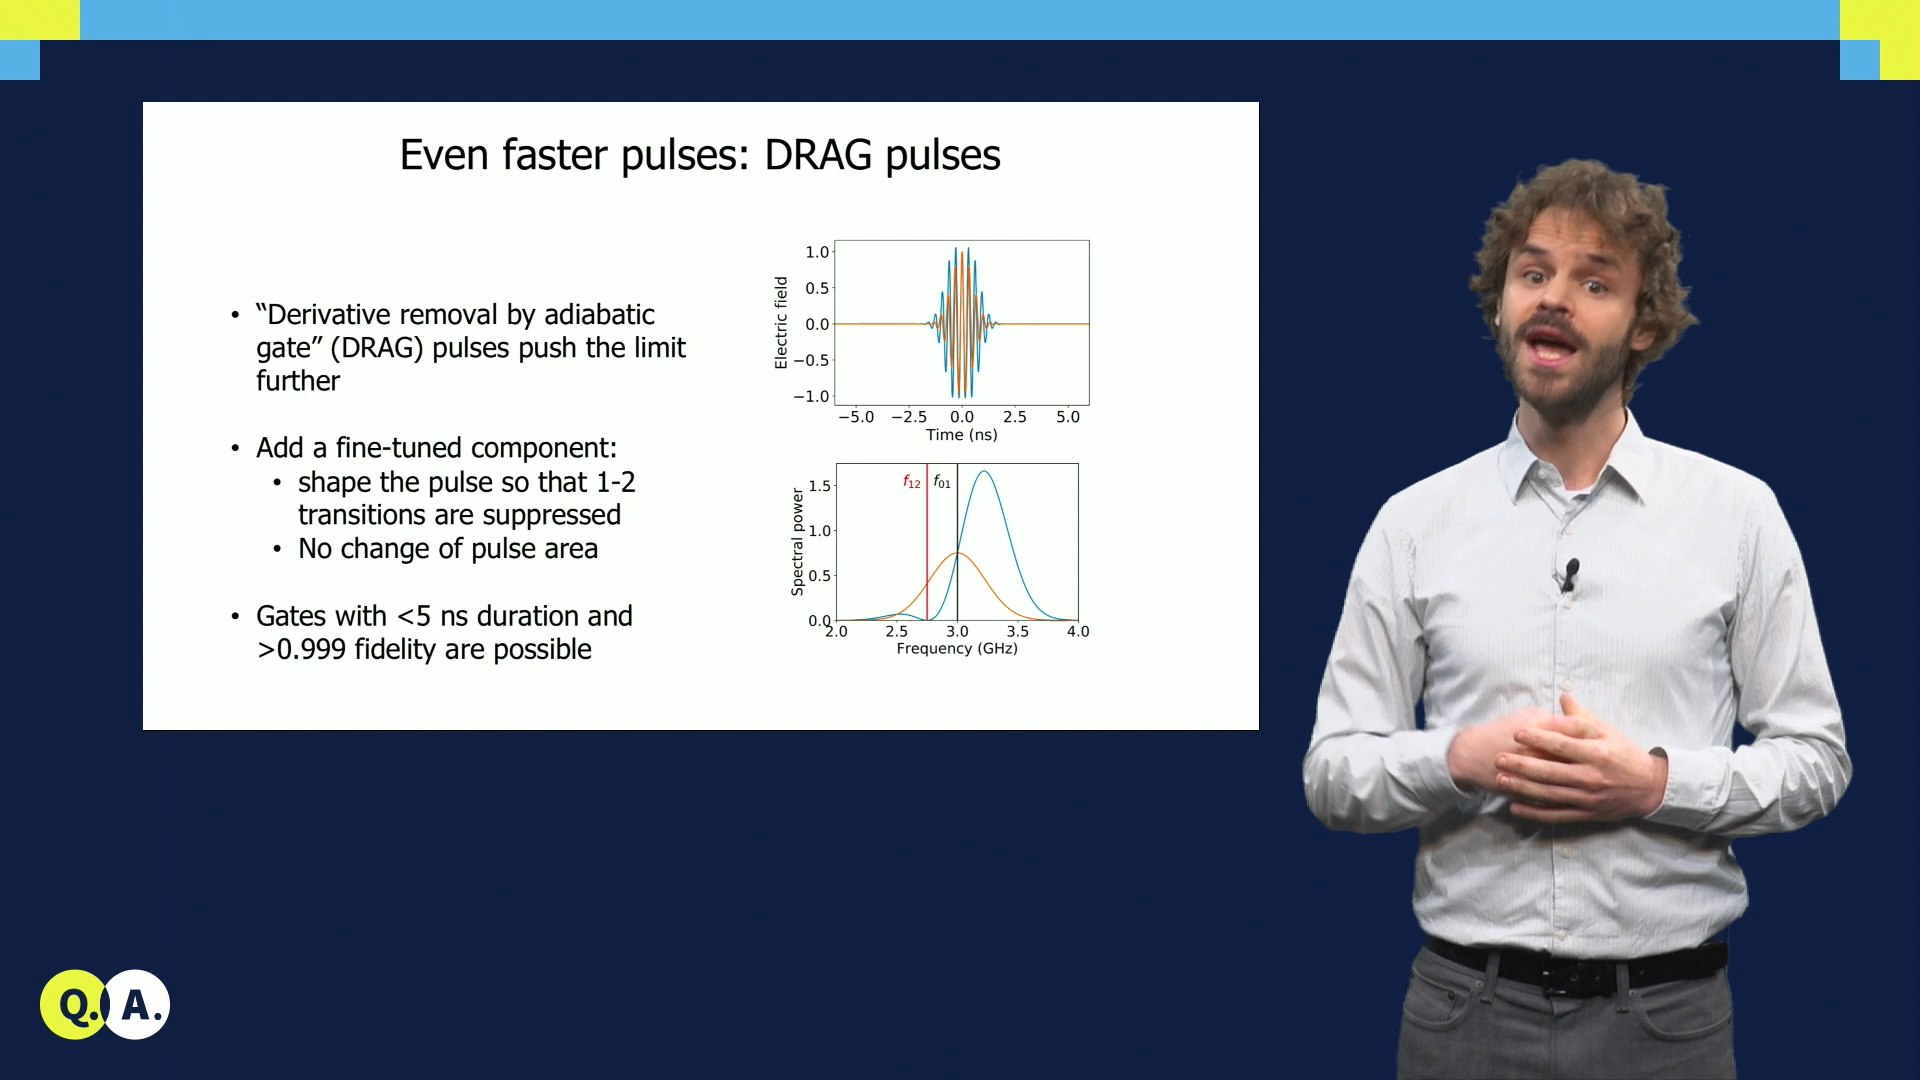 Even faster pulses: DRAG pulses
• “Derivative removal by adiabatic
gate” (DRAG) pulses push the limit
further
• Add a fine-tuned component:
• shape the pulse so that 1-2
transitions are suppressed
• No change of pulse area
• Gates with <5 ns duration and
>0.999 fidelity are possible
Electric field
1.0
0.5
0.0
−0.5
−1.0
−5.0 −2.5 0.0 2.5 5.0
Time (ns)
Spectral power
f12 f01
1.5
1.0
0.5
0.0
2.0 2.5 3.0 3.5 4.0
Frequency (GHz)
Q. A.